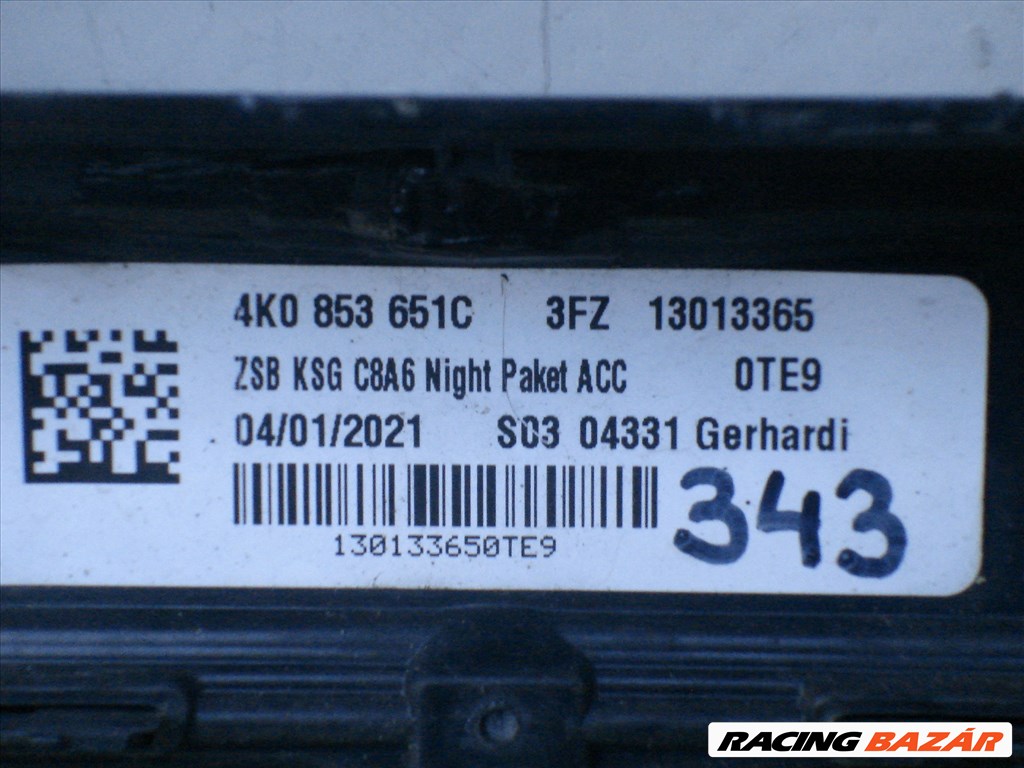 4K0 853 651C 3FZ 13013365
ZSB KSG C8A6 Night Paket ACC 0TE9
04/01/2021 S03 04331 Gerhardi
130133650TE9
343
RACING BAZÁR